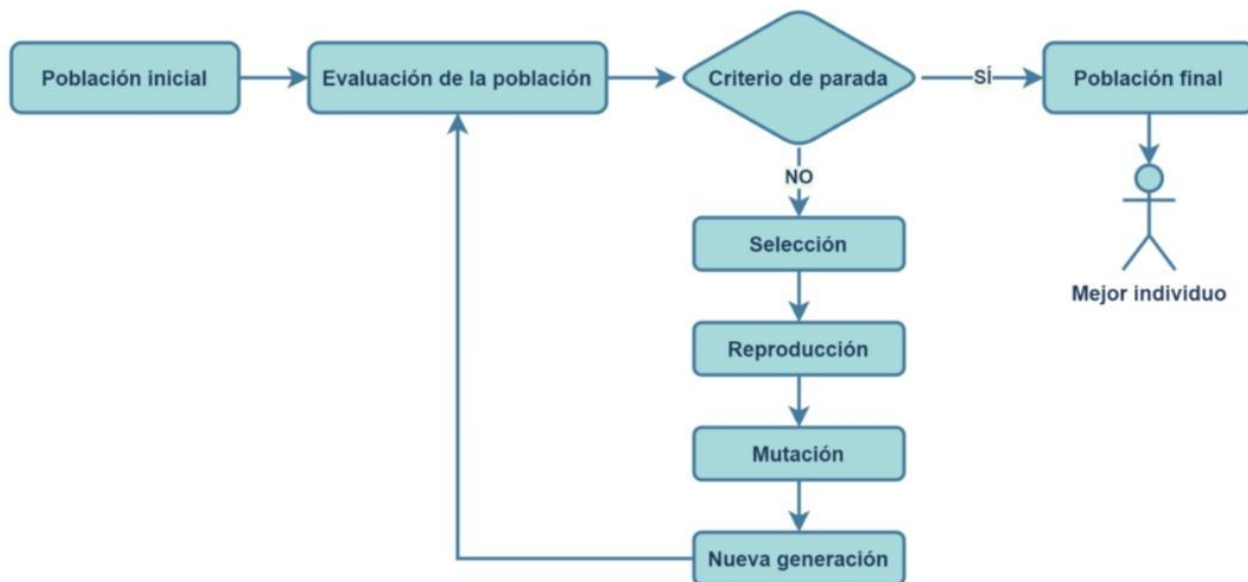 Población inicial
Evaluación de la población
Criterio de parada
SÍ
Población final
NO
Selección
Mejor individuo
Reproducción
Mutación
Nueva generación